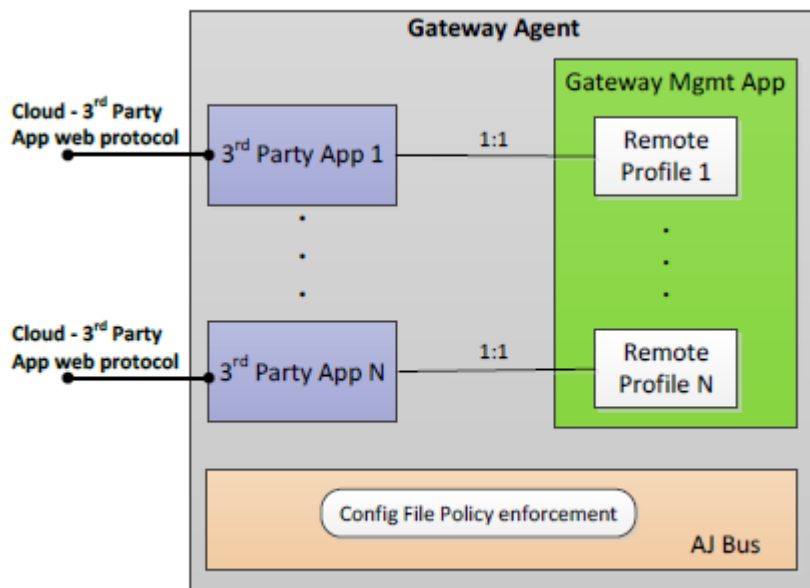 Gateway Agent
Gateway Mgmt App
Cloud - 3rd Party
App web protocol
3rd Party App 1
1:1
Remote
Profile 1
Cloud - 3rd Party
App web protocol
3rd Party App N
1:1
Remote
Profile N
Config File Policy enforcement
AJ Bus